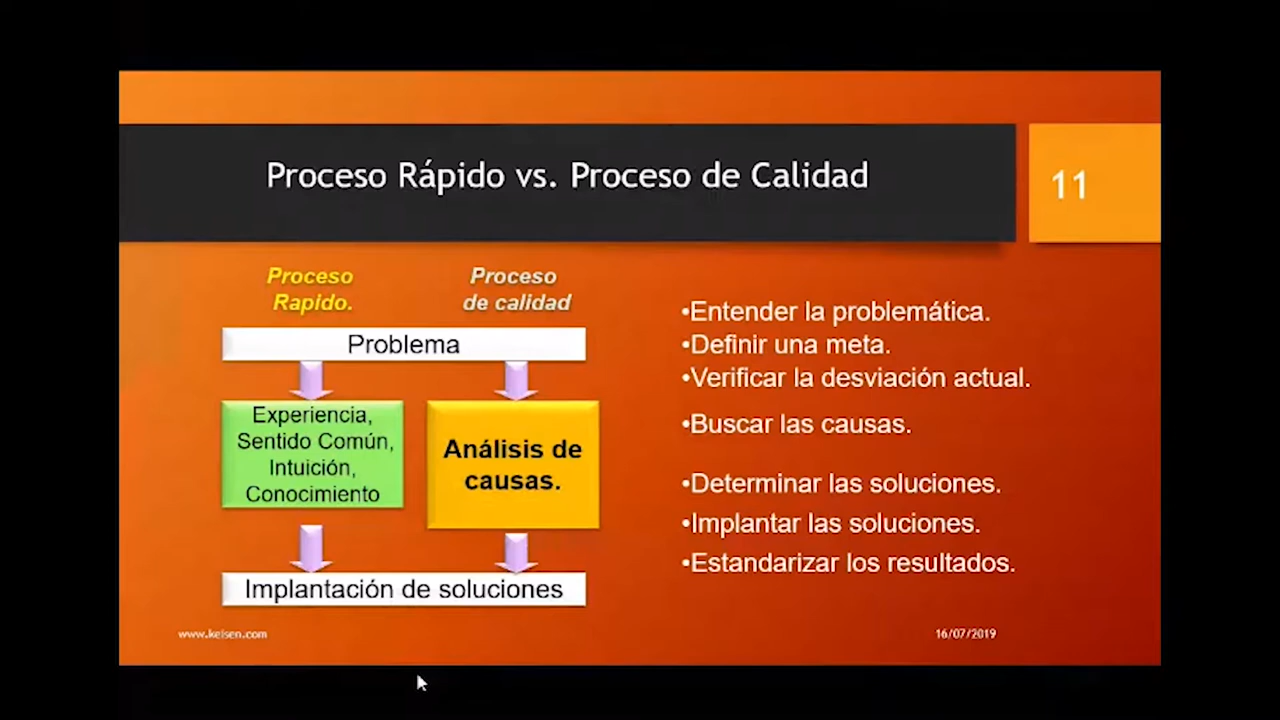 Proceso Rápido vs. Proceso de Calidad
11
Proceso
Rapido.
Proceso
de calidad
Problema
Experiencia,
Sentido Común,
Intuición,
Conocimiento
Análisis de
causas.
Implantación de soluciones
•Entender la problemática.
•Definir una meta.
•Verificar la desviación actual.
•Buscar las causas.
•Determinar las soluciones.
•Implantar las soluciones.
•Estandarizar los resultados.
www.keisen.com
16/07/2019